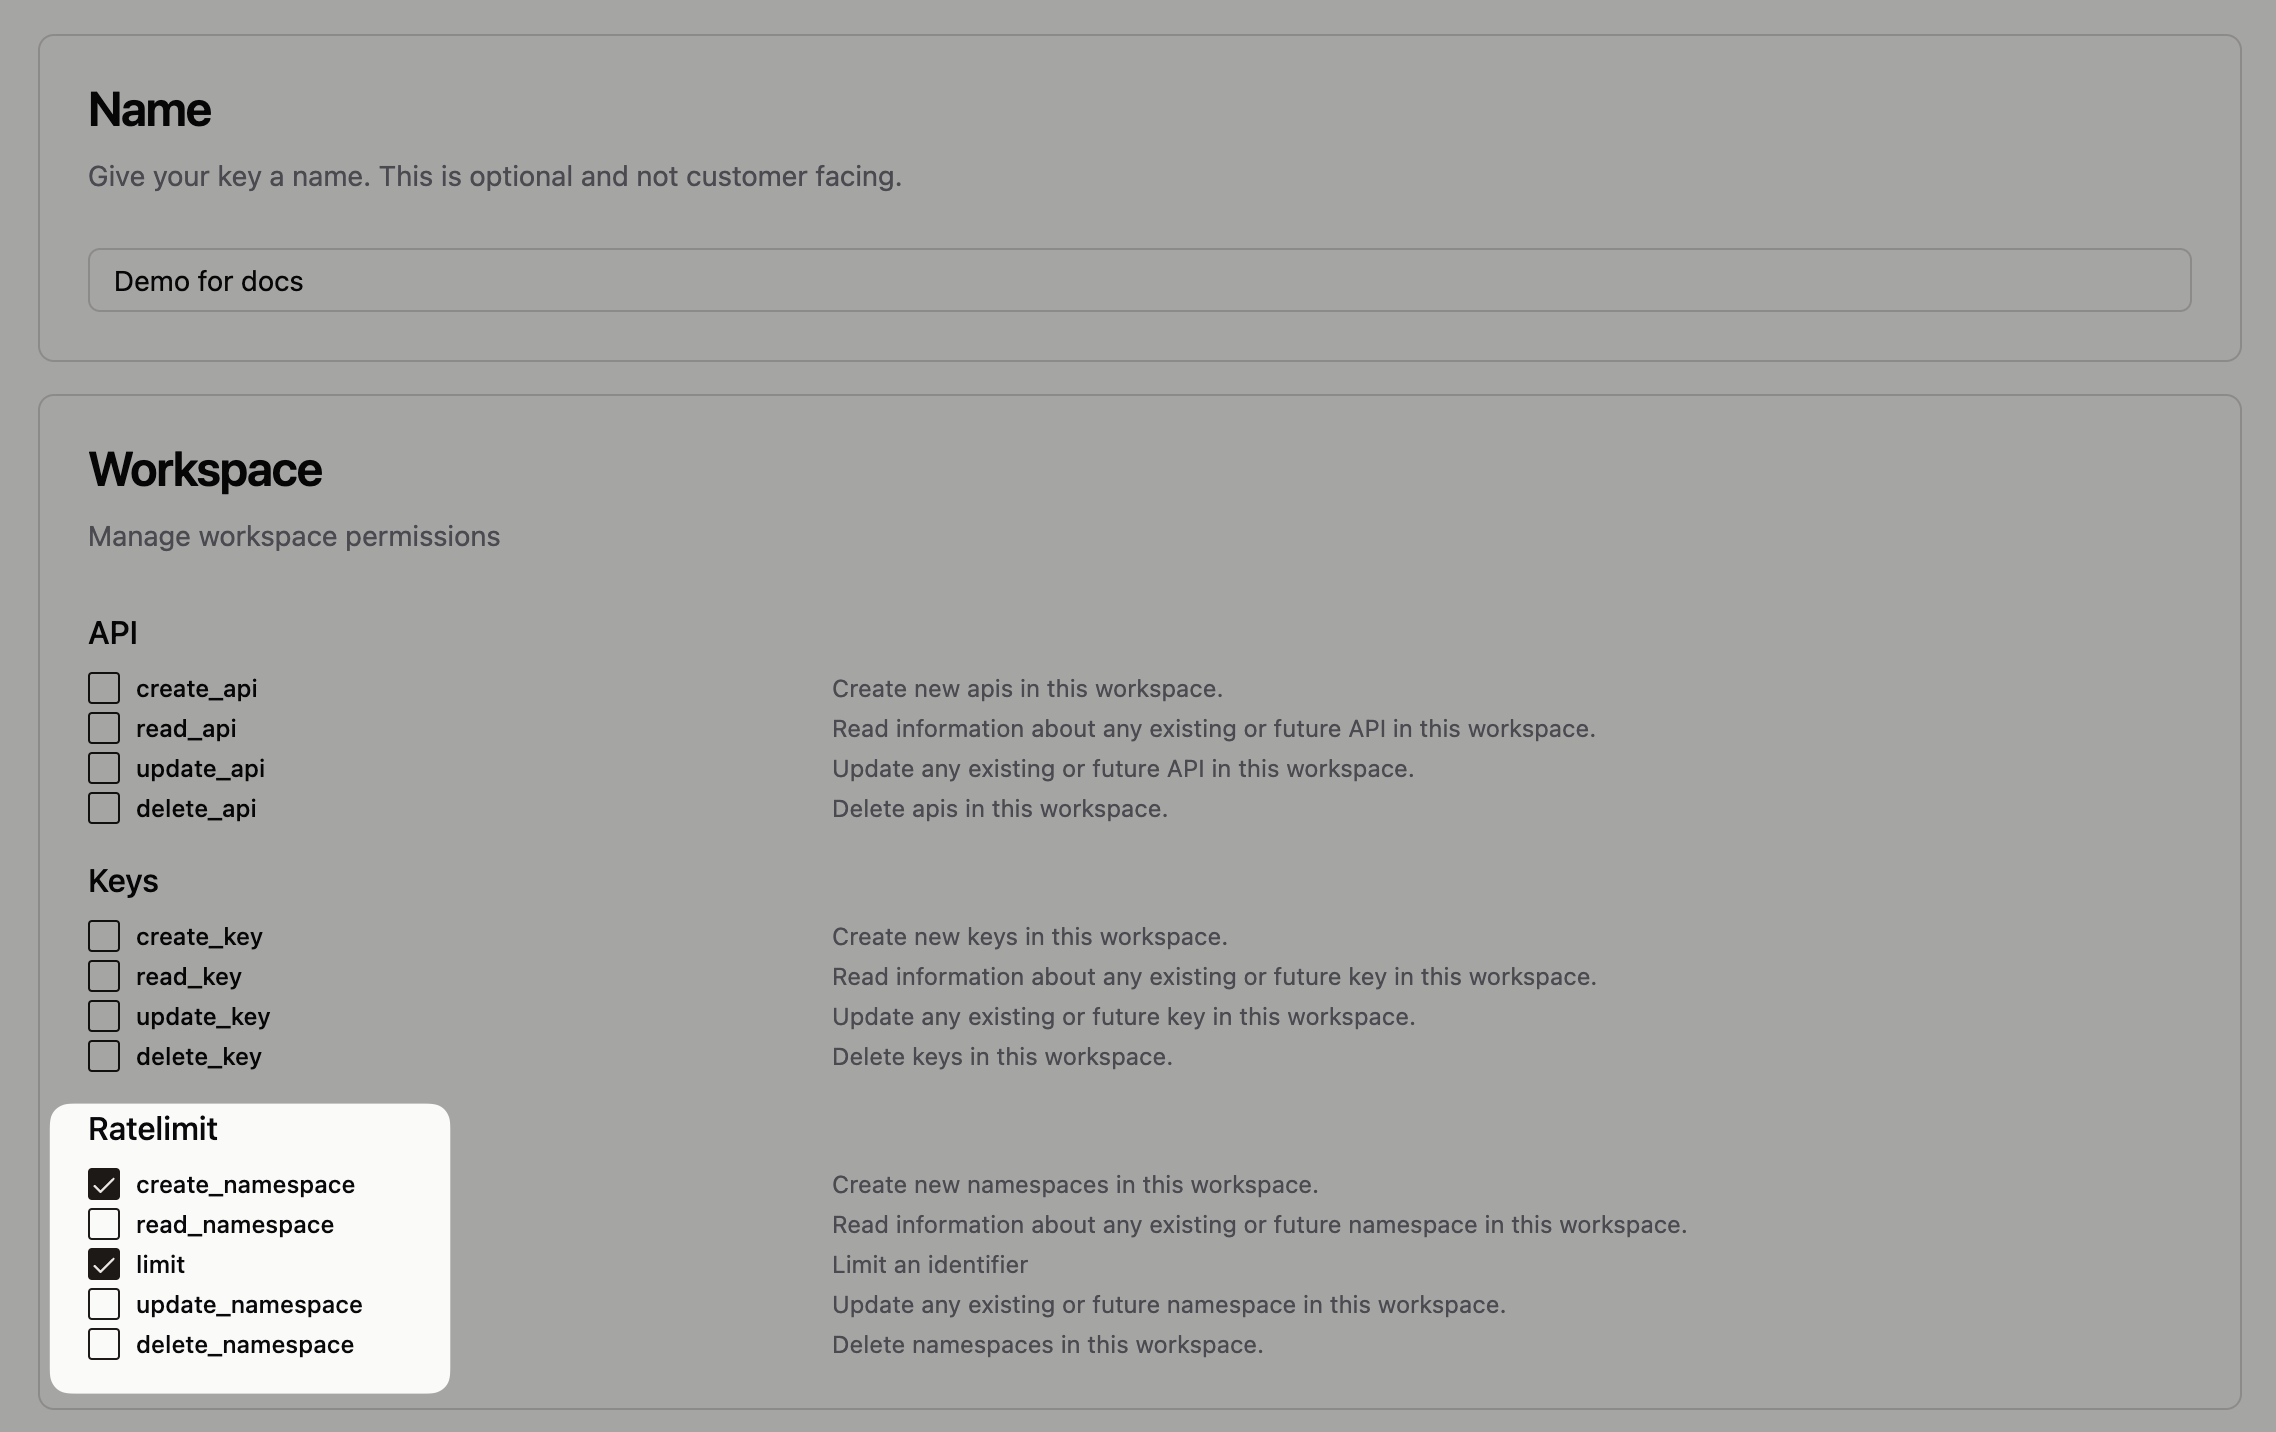 Name
Give your key a name. This is optional and not customer facing.
Demo for docs
Workspace
Manage workspace permissions
API
create_api Create new apis in this workspace.
read_api Read information about any existing or future API in this workspace.
update_api Update any existing or future API in this workspace.
delete_api Delete apis in this workspace.
Keys
create_key Create new keys in this workspace.
read_key Read information about any existing or future key in this workspace.
update_key Update any existing or future key in this workspace.
delete_key Delete keys in this workspace.
Ratelimit
create_namespace Create new namespaces in this workspace.
read_namespace Read information about any existing or future namespace in this workspace.
limit Limit an identifier
update_namespace Update any existing or future namespace in this workspace.
delete_namespace Delete namespaces in this workspace.